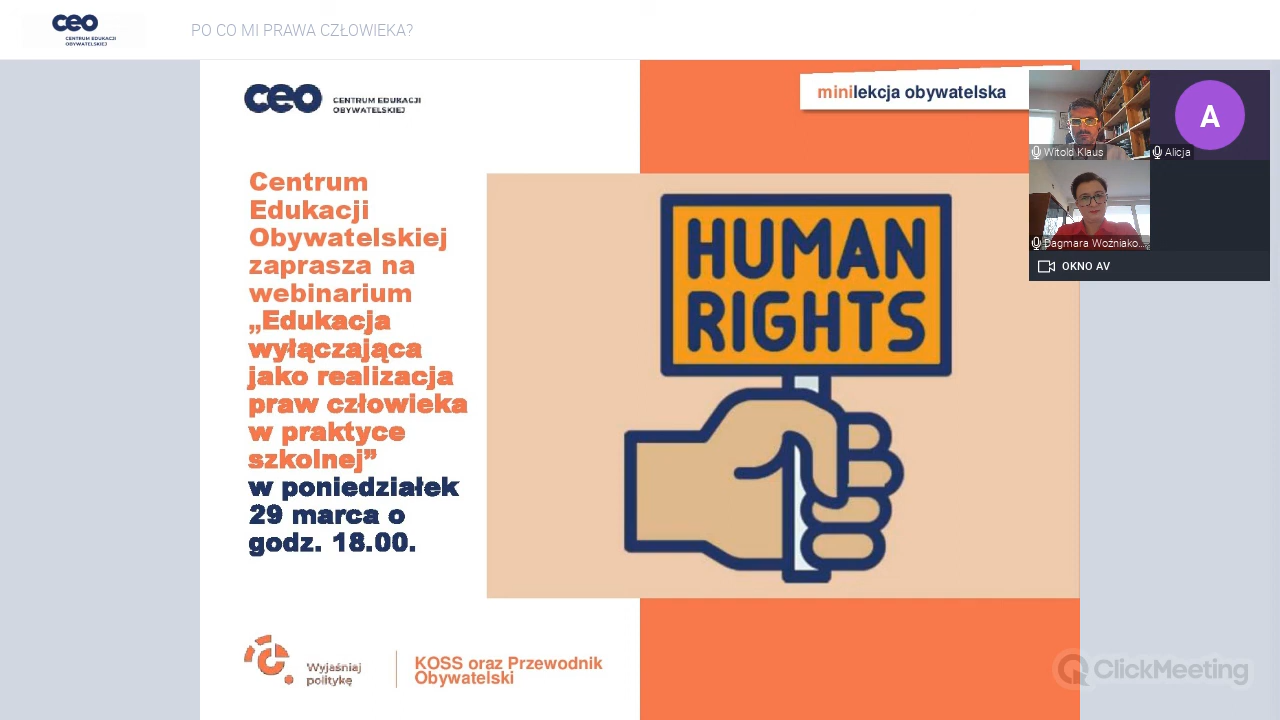 ceo
CENTRUM EDUKACJI
OBYWATELSKIEJ
PO CO MI PRAWA CZŁOWIEKA?
ceo
CENTRUM EDUKACJI
OBYWATELSKIEJ
minilekcja obywatelska
Centrum
Edukacji
Obywatelskiej
zaprasza na
webinarium
„Edukacja
wyłączająca
jako realizacja
praw człowieka
w praktyce
szkolnej”
w poniedziałek
29 marca o
godz. 18.00.
HUMAN
RIGHTS
Witold Klaus
A
Alicja
Dagmara Woźniako...
OKNO AV
Wyjaśniaj
politykę
KOSS oraz Przewodnik
Obywatelski
ClickMeeting